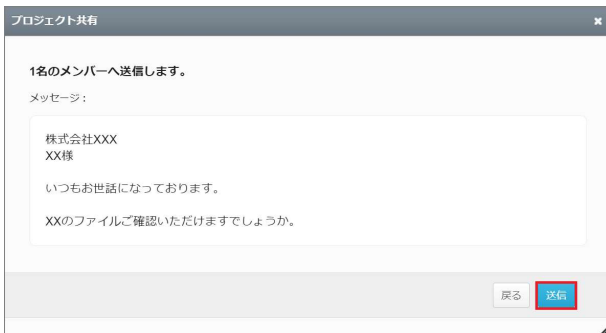 プロジェクト共有
×
1名のメンバーへ送信します。
メッセージ：
株式会社XXX
XX様
いつもお世話になっております。
XXのファイルご確認いただけますでしょうか。
戻る 送信